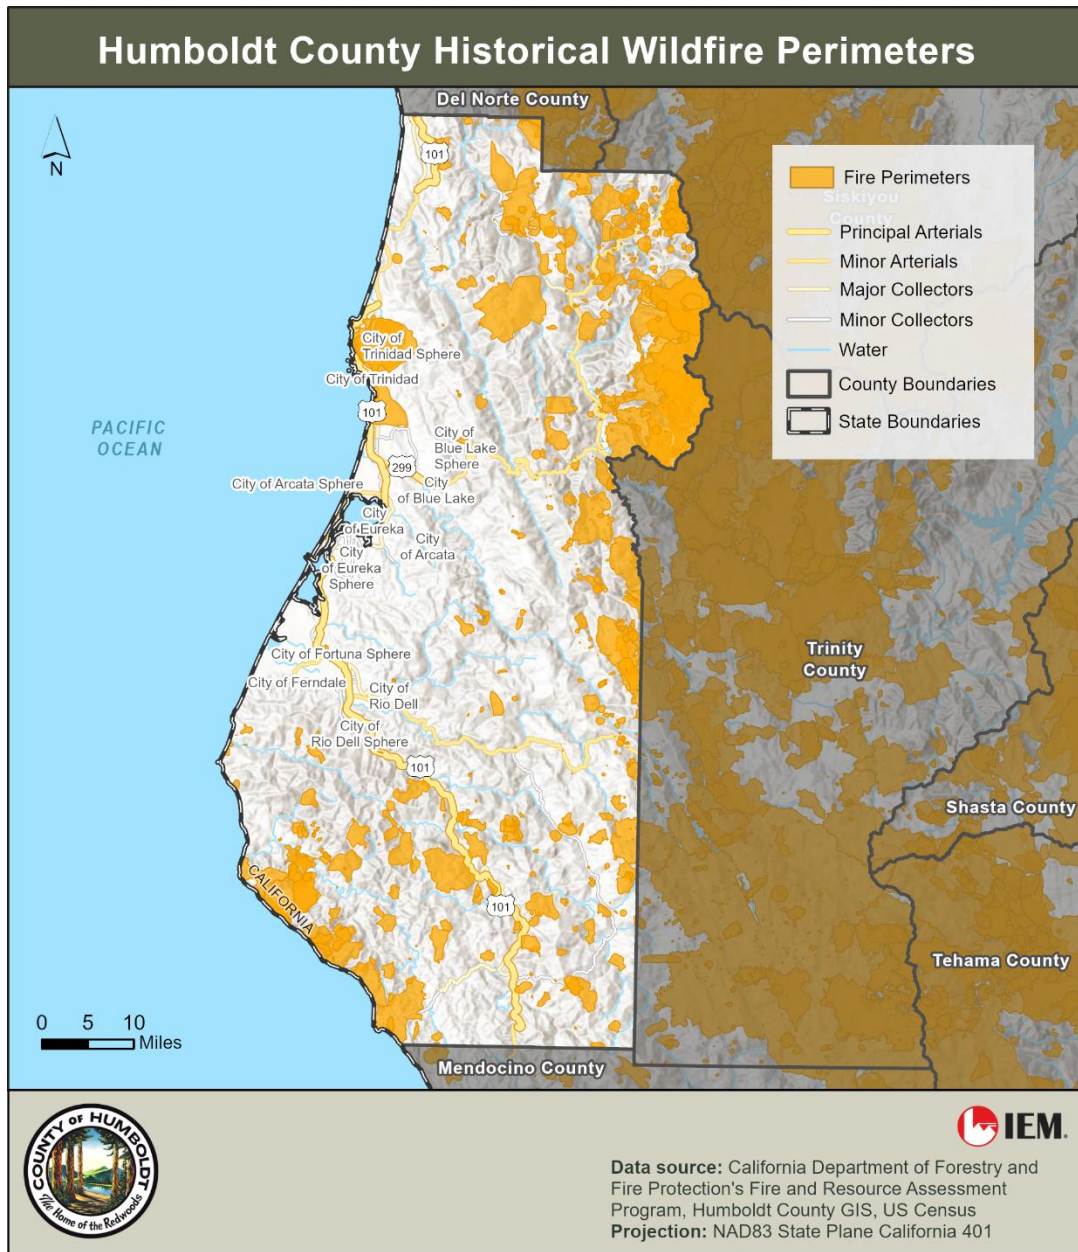 Humboldt County Historical Wildfire Perimeters
Del Norte County
N
101
Fire Perimeters
Siskiyou
County
Principal Arterials
Minor Arterials
Major Collectors
Minor Collectors
Water
County Boundaries
State Boundaries
City of
Trinidad Sphere
City of Trinidad
101
PACIFIC
OCEAN
City of
Blue Lake
Sphere
299
City of Arcata Sphere
City
of Blue Lake
City
of Eureka
City
of Arcata
City
of Eureka
Sphere
Trinity
County
City of Fortuna Sphere
City of Ferndale
City of
Rio Dell
City of
Rio Dell Sphere
101
Shasta County
CALIFORNIA
101
Tehama County
0 5 10
Miles
Mendocino County
COUNTY OF HUMBOLDT
The Home of the Redwoods
IEM.
Data source: California Department of Forestry and
Fire Protection's Fire and Resource Assessment
Program, Humboldt County GIS, US Census
Projection: NAD83 State Plane California 401